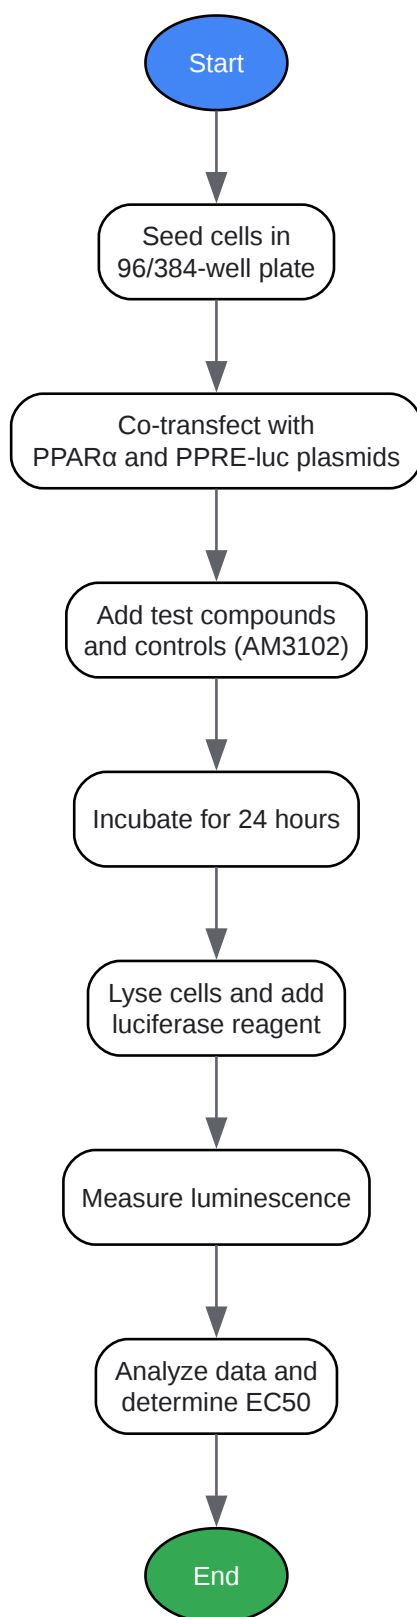 Start
Seed cells in
96/384-well plate
Co-transfect with
PPARα and PPRE-luc plasmids
Add test compounds
and controls (AM3102)
Incubate for 24 hours
Lyse cells and add
luciferase reagent
Measure luminescence
Analyze data and
determine EC50
End